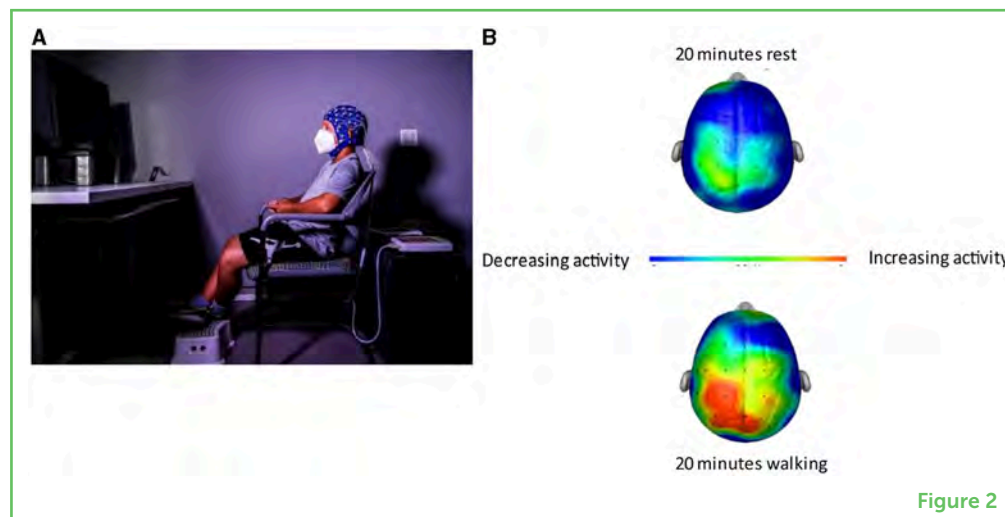 A
B
20 minutes rest
Decreasing activity
Increasing activity
20 minutes walking
Figure 2